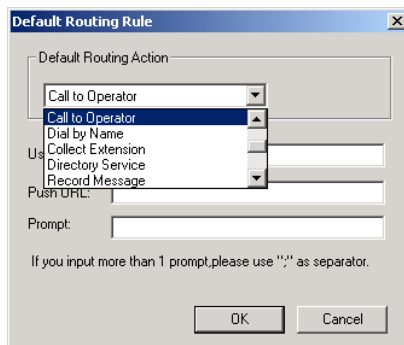 Default Routing Rule
Default Routing Action
Call to Operator
Call to Operator
Dial by Name
Collect Extension
Directory Service
Record Message
Us
Push URL:
Prompt:
If you input more than 1 prompt,please use ";" as separator.
OK
Cancel